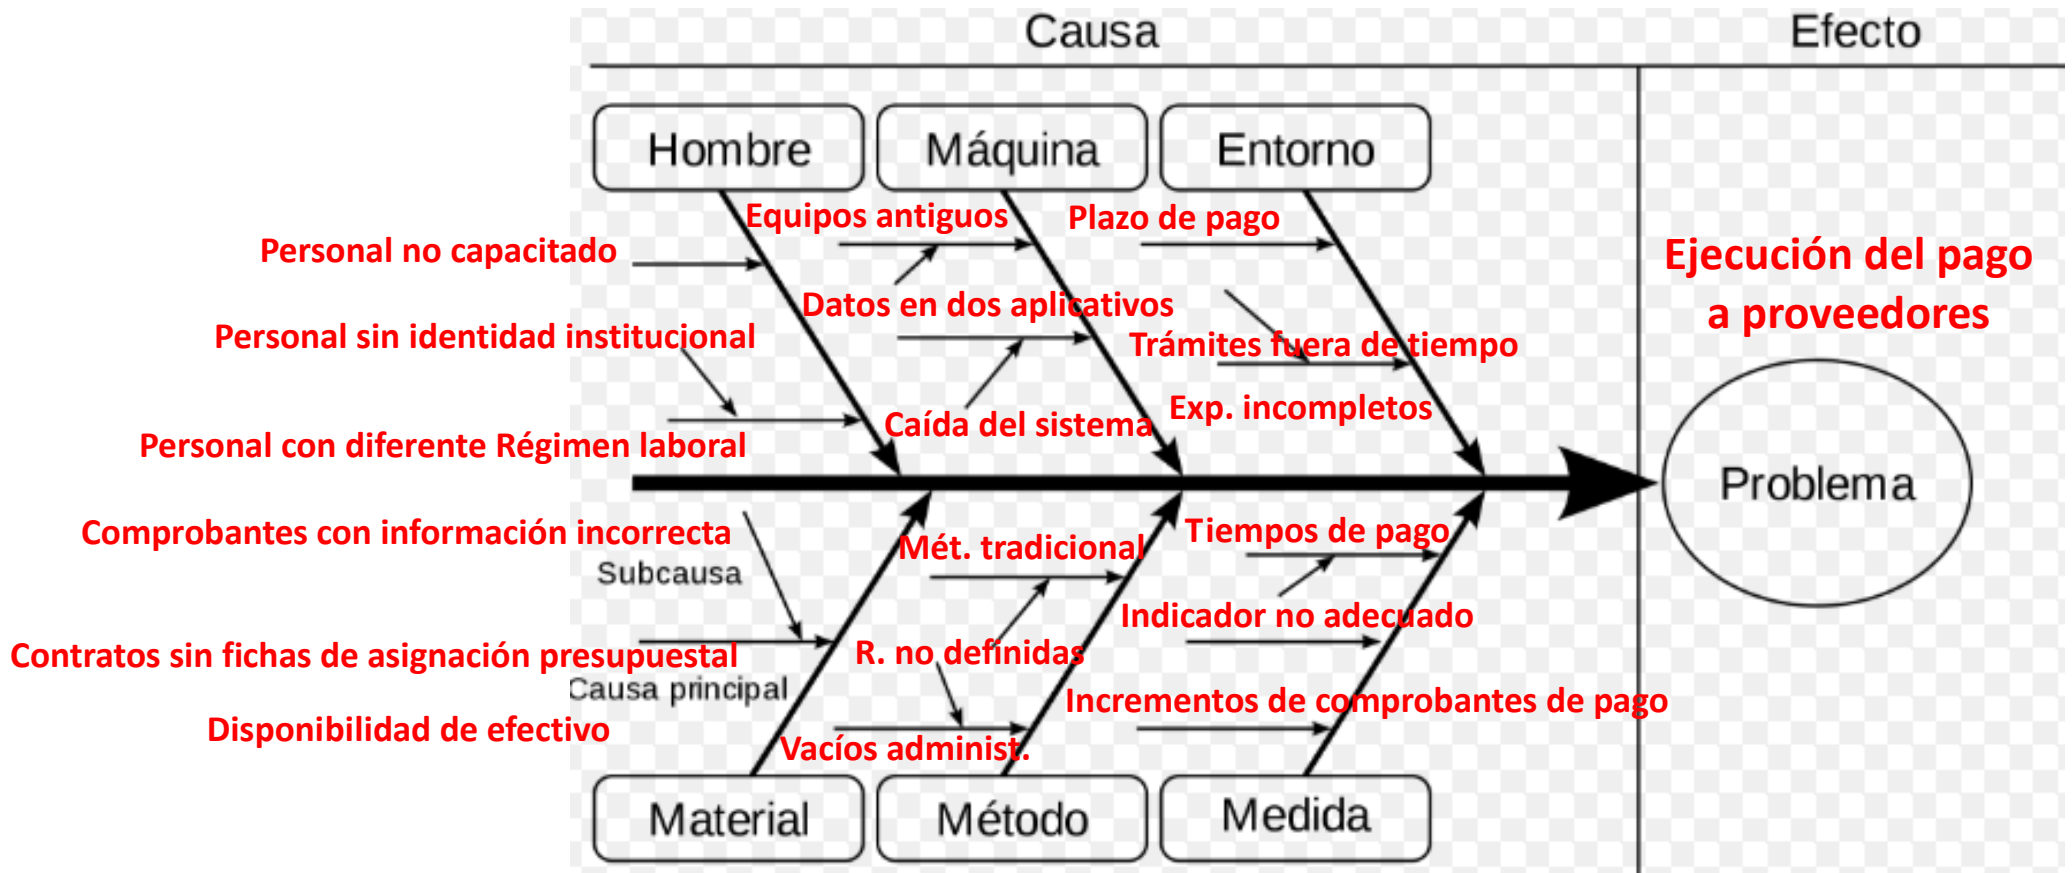 Causa
Efecto
Hombre
Máquina
Entorno
Equipos antiguos
Plazo de pago
Personal no capacitado
Ejecución del pago
a proveedores
Datos en dos aplicativos
Personal sin identidad institucional
Trámites fuera de tiempo
Exp. incompletos
Caída del sistema
Personal con diferente Régimen laboral
Problema
Comprobantes con información incorrecta
Tiempos de pago
Mét. tradicional
Subcausa
Indicador no adecuado
Contratos sin fichas de asignación presupuestal
R. no definidas
Causa principal
Incrementos de comprobantes de pago
Disponibilidad de efectivo
Vacíos administ.
Material
Método
Medida